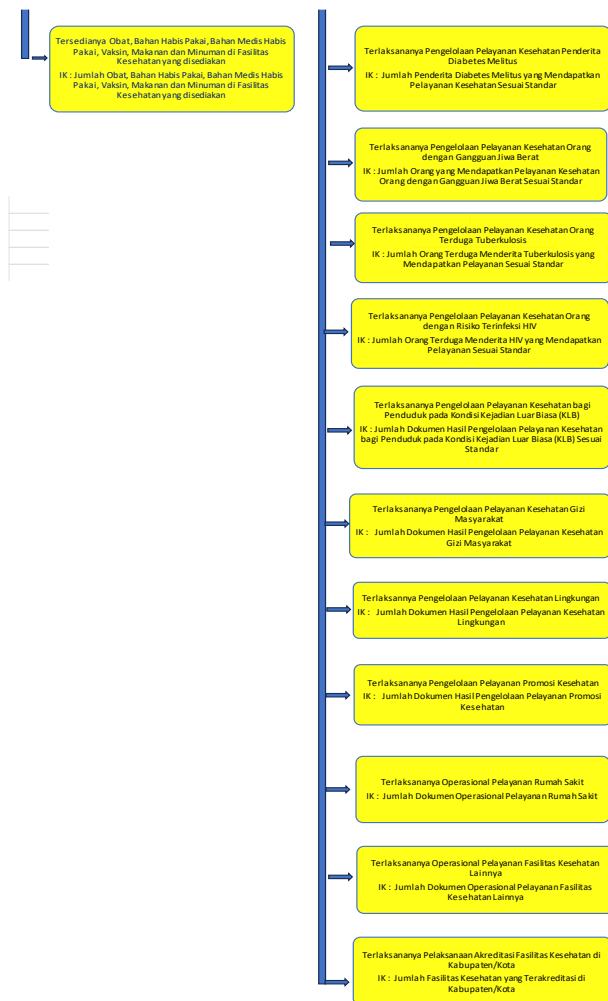 Tersedianya Obat, Bahan Habis Pakai, Bahan Medis Habis
Pakai, Vaksin, Makanan dan Minuman di Fasilitas
Kesehatan yang disediakan
IK : Jumlah Obat, Bahan Habis Pakai, Bahan Medis Habis
Pakai, Vaksin, Makanan dan Minuman di Fasilitas
Kesehatan yang disediakan
Terlaksananya Pengelolaan Pelayanan Kesehatan Penderita
Diabetes Melitus
IK : Jumlah Penderita Diabetes Melitus yang Mendapatkan
Pelayanan Kesehatan Sesuai Standar
Terlaksananya Pengelolaan Pelayanan Kesehatan Orang
dengan Gangguan Jiwa Berat
IK : Jumlah Orang yang Mendapatkan Pelayanan Kesehatan
Orang dengan Gangguan Jiwa Berat Sesuai Standar
Terlaksananya Pengelolaan Pelayanan Kesehatan Orang
Terduga Tuberkulosis
IK : Jumlah Orang Terduga Menderita Tuberkulosis yang
Mendapatkan Pelayanan Sesuai Standar
Terlaksananya Pengelolaan Pelayanan Kesehatan Orang
dengan Risiko Terinfeksi HIV
IK : Jumlah Orang Terduga Menderita HIV yang Mendapatkan
Pelayanan Sesuai Standar
Terlaksananya Pengelolaan Pelayanan Kesehatan bagi
Penduduk pada Kondisi Kejadian Luar Biasa (KLB)
IK : Jumlah Dokumen Hasil Pengelolaan Pelayanan Kesehatan
bagi Penduduk pada Kondisi Kejadian Luar Biasa (KLB) Sesuai
Standar
Terlaksananya Pengelolaan Pelayanan Kesehatan Gizi
Masyarakat
IK : Jumlah Dokumen Hasil Pengelolaan Pelayanan Kesehatan
Gizi Masyarakat
Terlaksannya Pengelolaan Pelayanan Kesehatan Lingkungan
IK : Jumlah Dokumen Hasil Pengelolaan Pelayanan Kesehatan
Lingkungan
Terlaksananya Pengelolaan Pelayanan Promosi Kesehatan
IK : Jumlah Dokumen Hasil Pengelolaan Pelayanan Promosi
Kesehatan
Terlaksananya Operasional Pelayanan Rumah Sakit
IK : Jumlah Dokumen Operasional Pelayanan Rumah Sakit
Terlaksananya Operasional Pelayanan Fasilitas Kesehatan
Lainnya
IK : Jumlah Dokumen Operasional Pelayanan Fasilitas
Kesehatan Lainnya
Terlaksananya Pelaksanaan Akreditasi Fasilitas Kesehatan di
Kabupaten/Kota
IK : Jumlah Fasilitas Kesehatan yang Terakreditasi di
Kabupaten/Kota